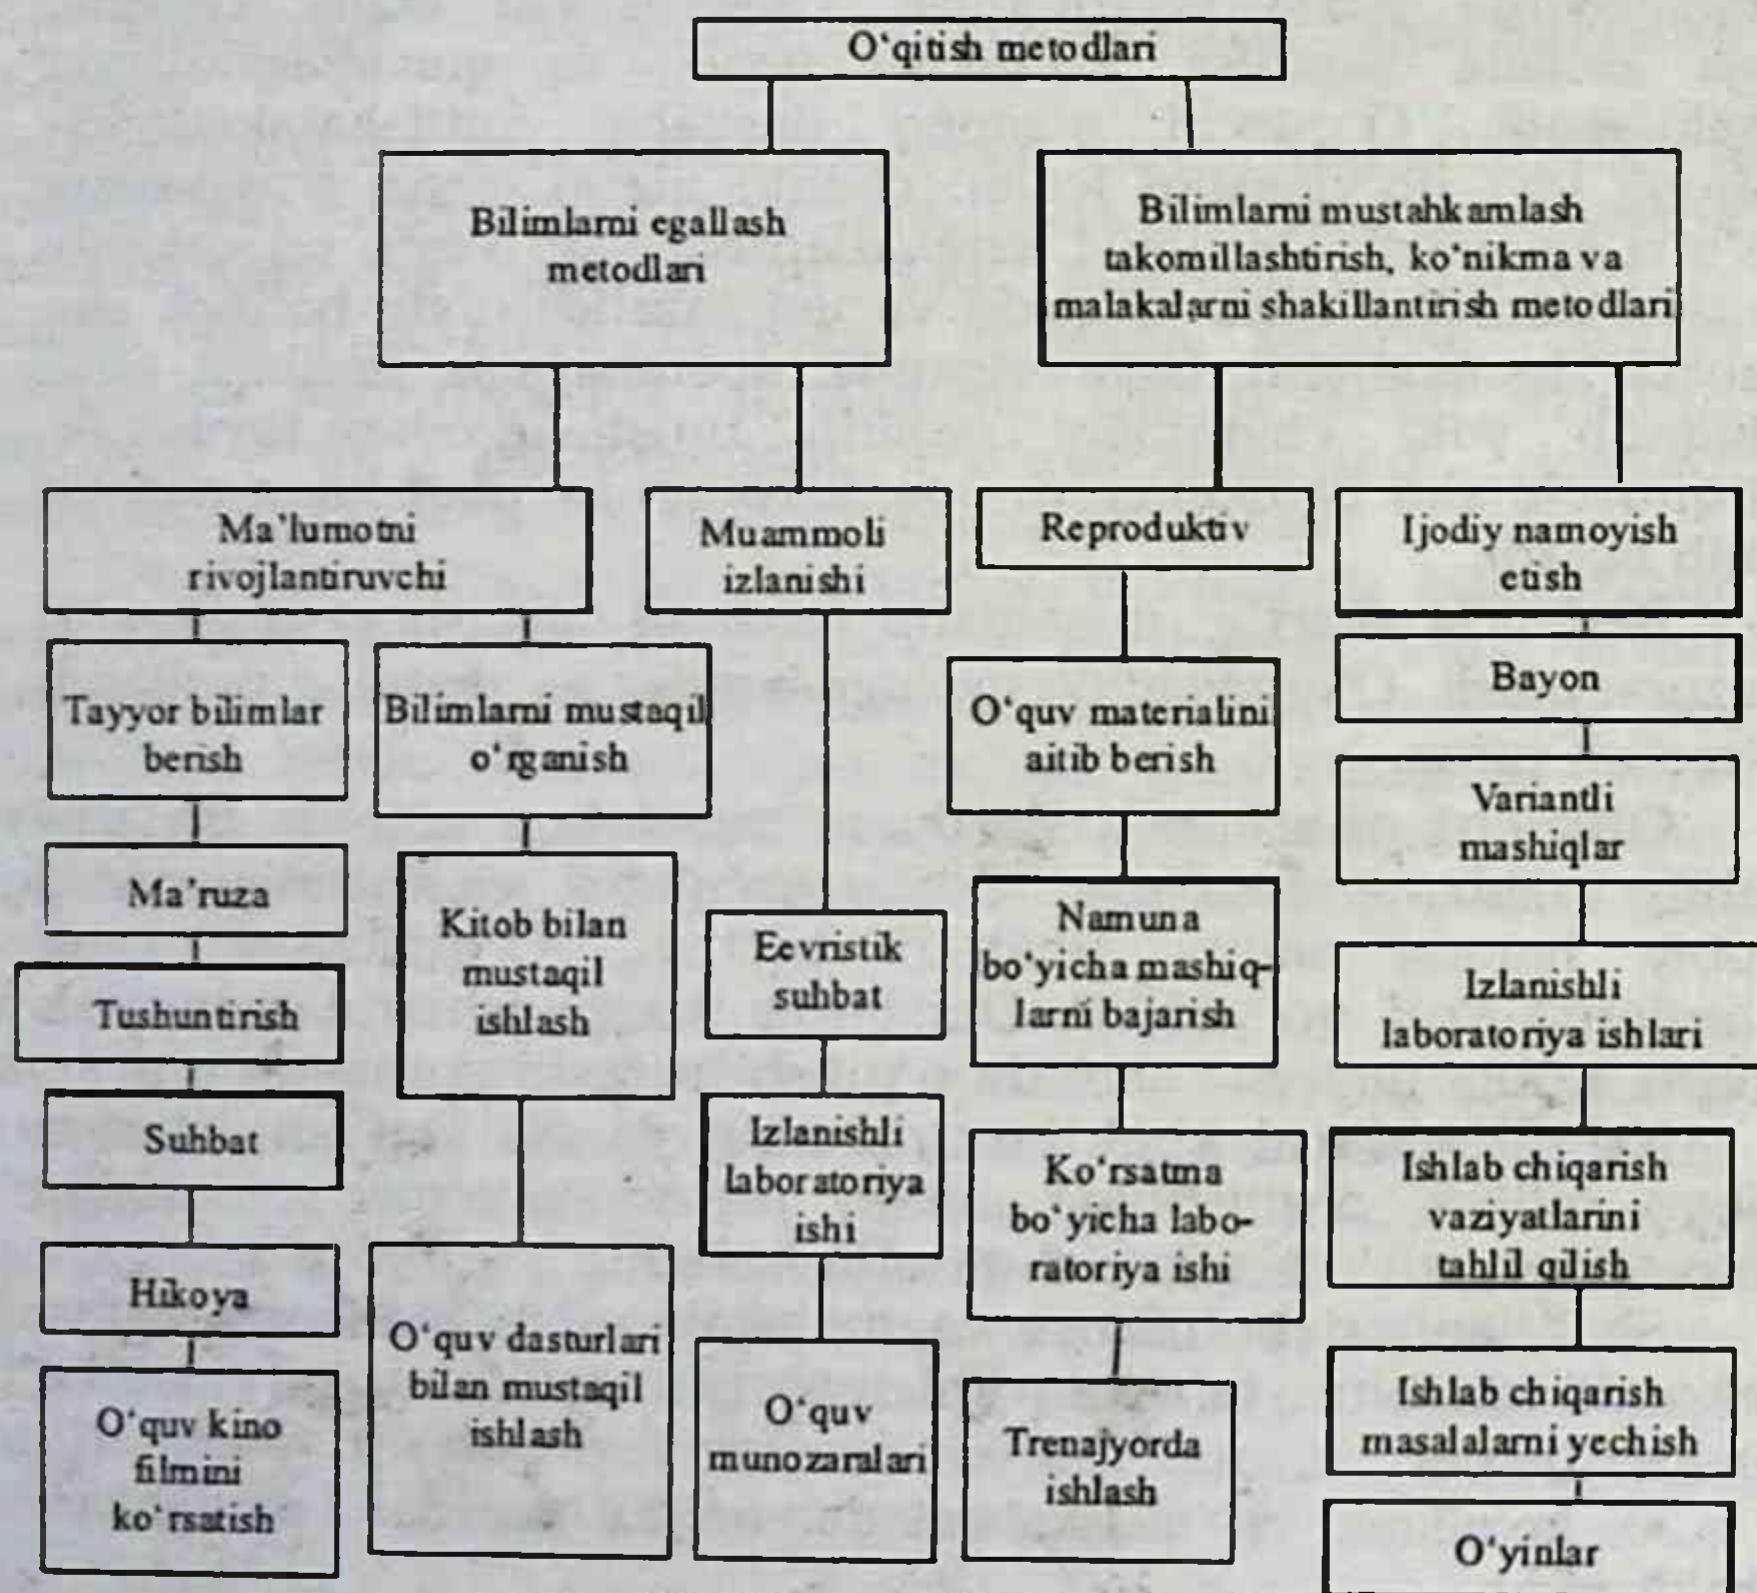 O‘qitish metodlari
Bilimlarni egallash
metodlari
Bilimlarni mustahkamlash
takomillashtirish, ko‘nikma va
malakalarni shakillantirish metodlari
Ma’lumotni
rivojlantiruvchi
Muammoli
izlanishi
Reproduktiv
Ijodiy namoyish
etish
Tayyor bilimlar
berish
Bilimlarni mustaqil
o‘rganish
O‘quv materialini
aitib berish
Bayon
Variantli
mashiqlar
Ma’ruza
Kitob bilan
mustaqil
ishlash
Eevristik
suhbat
Namuna
bo‘yicha mashiq-
larni bajarish
Izlanishli
laboratoriya ishlari
Tushuntirish
Suhbat
Izlanishli
laboratoriya
ishi
Ko‘rsatma
bo‘yicha labo-
ratoriya ishi
Ishlab chiqarish
vaziyatlarini
tahlil qilish
Hikoya
O‘quv dasturlari
bilan mustaqil
ishlash
O‘quv
munozaralari
Trenajyorda
ishlash
Ishlab chiqarish
masalalarni yechish
O‘quv kino
filmini
ko‘rsatish
O‘yinlar